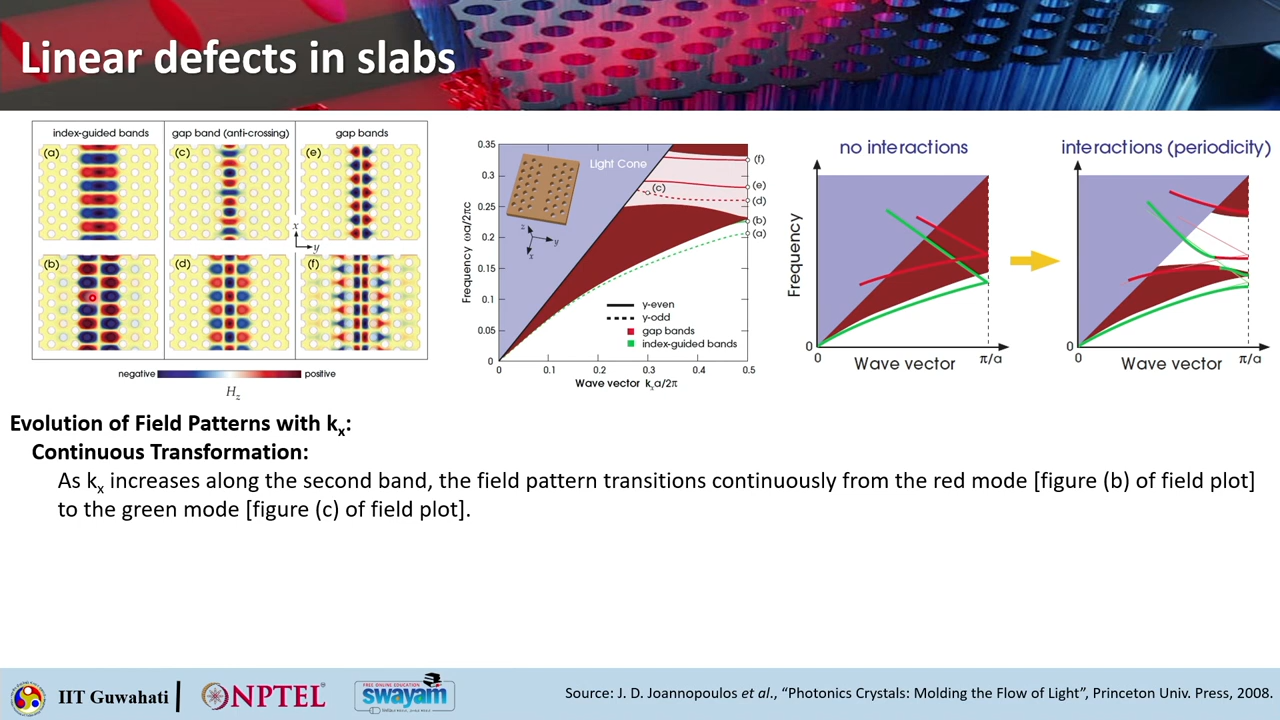 Linear defects in slabs
index-guided bands
gap band (anti-crossing)
gap bands
(a)
(c)
(e)
x
y
(b)
(d)
(f)
negative
positive
Hz
0.35
0.3
0.25
0.2
0.15
0.1
0.05
0
Frequency ωa/2πc
Light Cone
z
y
x
(c)
(f)
(e)
(d)
(b)
(a)
y-even
y-odd
gap bands
index-guided bands
0 0.1 0.2 0.3 0.4 0.5
Wave vector kxa/2π
no interactions
Frequency
0
0
π/a
Wave vector
interactions (periodicity)
0
0
π/a
Wave vector
Evolution of Field Patterns with kx:
Continuous Transformation:
As kx increases along the second band, the field pattern transitions continuously from the red mode [figure (b) of field plot]
to the green mode [figure (c) of field plot].
IIT Guwahati
NPTEL
FREE ONLINE EDUCATION
swayam
Source: J. D. Joannopoulos et al., “Photonics Crystals: Molding the Flow of Light”, Princeton Univ. Press, 2008.